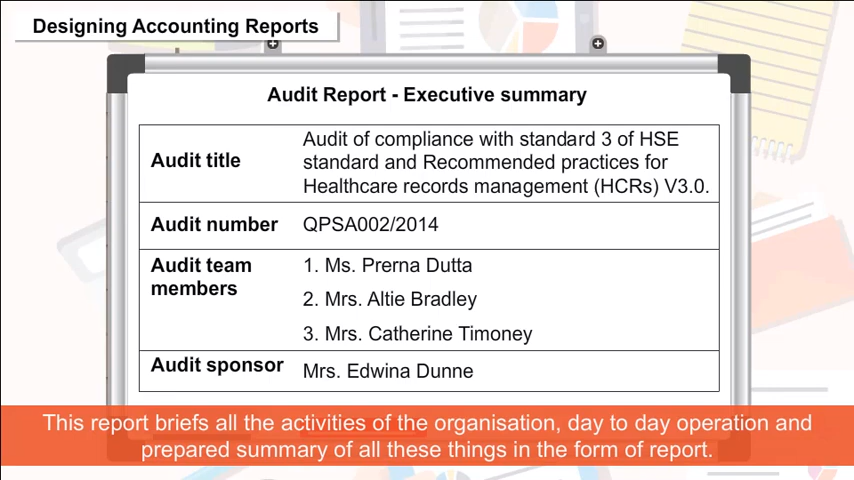 Designing Accounting Reports
Audit Report - Executive summary
Audit title
Audit of compliance with standard 3 of HSE
standard and Recommended practices for
Healthcare records management (HCRs) V3.0.
Audit number
QPSA002/2014
Audit team
members
1. Ms. Prerna Dutta
2. Mrs. Altie Bradley
3. Mrs. Catherine Timoney
Audit sponsor
Mrs. Edwina Dunne
This report briefs all the activities of the organisation, day to day operation and
prepared summary of all these things in the form of report.